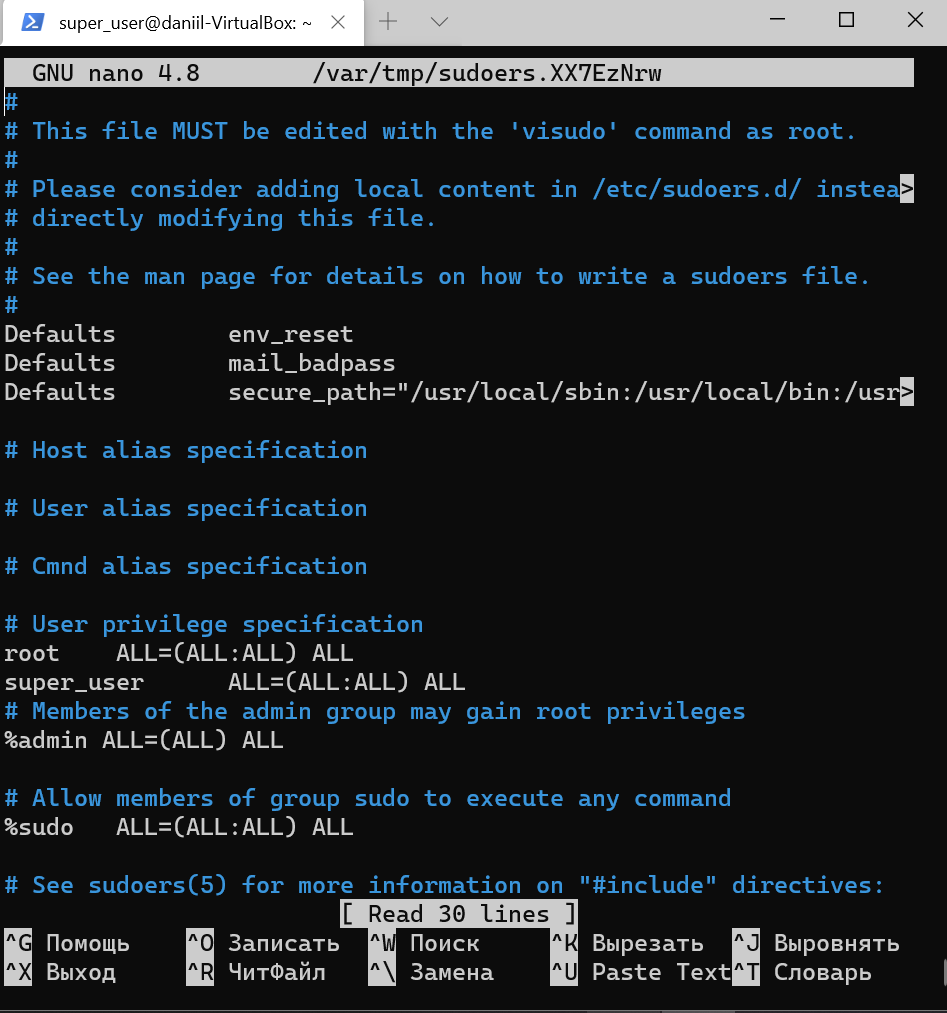 super_user@daniil-VirtualBox: ~
GNU nano 4.8 /var/tmp/sudoers.XX7EzNrw
#
# This file MUST be edited with the 'visudo' command as root.
#
# Please consider adding local content in /etc/sudoers.d/ instea>
# directly modifying this file.
#
# See the man page for details on how to write a sudoers file.
#
Defaults env_reset
Defaults mail_badpass
Defaults secure_path="/usr/local/sbin:/usr/local/bin:/usr>
# Host alias specification
# User alias specification
# Cmnd alias specification
# User privilege specification
root ALL=(ALL:ALL) ALL
super_user ALL=(ALL:ALL) ALL
# Members of the admin group may gain root privileges
%admin ALL=(ALL) ALL
# Allow members of group sudo to execute any command
%sudo ALL=(ALL:ALL) ALL
# See sudoers(5) for more information on "#include" directives:
[ Read 30 lines ]
^G Помощь ^O Записать ^W Поиск ^K Вырезать ^J Выровнять
^X Выход ^R ЧитФайл ^\ Замена ^U Paste Text ^T Словарь